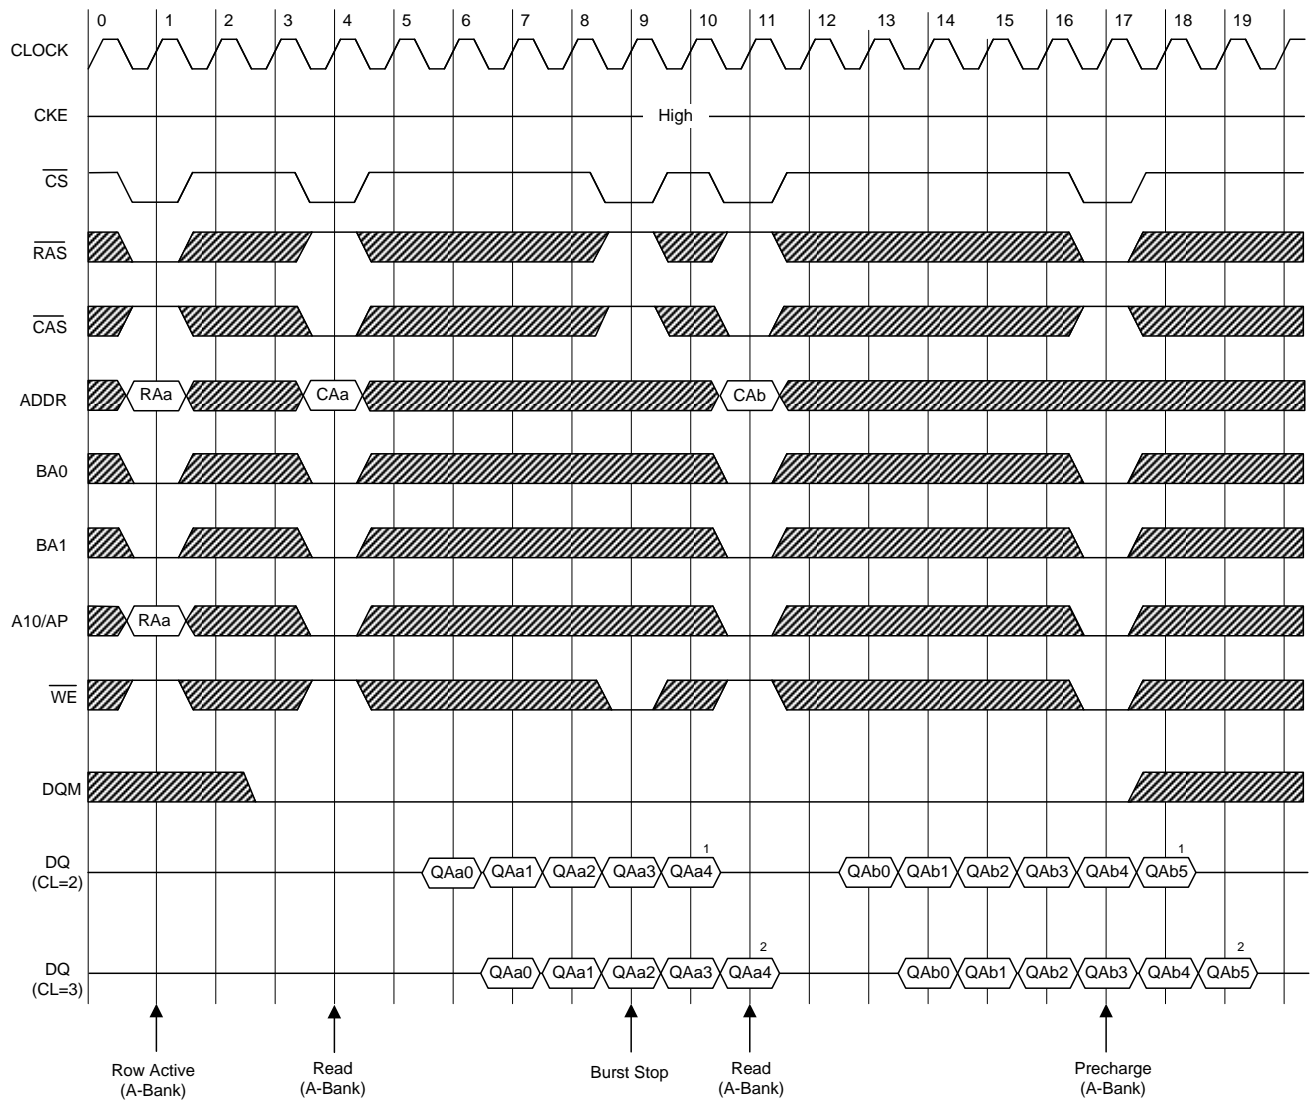 0 1 2 3 4 5 6 7 8 9 10 11 12 13 14 15 16 17 18 19
CLOCK
CKE
High
CS
RAS
CAS
ADDR
RAa
CAa
CAb
BA0
BA1
A10/AP
RAa
WE
DQM
1 1
DQ
(CL=2)
QAa0 QAa1 QAa2 QAa3 QAa4 QAb0 QAb1 QAb2 QAb3 QAb4 QAb5
2 2
DQ
(CL=3)
QAa0 QAa1 QAa2 QAa3 QAa4 QAb0 QAb1 QAb2 QAb3 QAb4 QAb5
Row Active
(A-Bank)
Read
(A-Bank)
Burst Stop
Read
(A-Bank)
Precharge
(A-Bank)